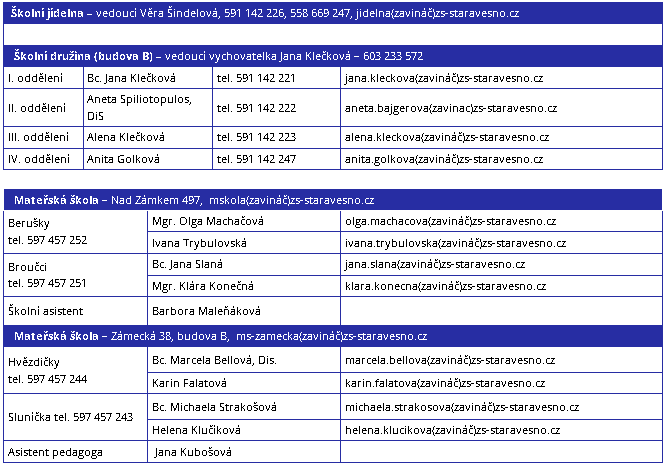 Školní jídelna – vedoucí Věra Šindelová, 591 142 226, 558 669 247, jidelna(zavináč)zs-staravesno.cz
Školní družina (budova B) – vedoucí vychovatelka Jana Klečková – 603 233 572
I. oddělení Bc. Jana Klečková tel. 591 142 221 jana.kleckova(zavináč)zs-staravesno.cz
II. oddělení Aneta Spiliotopulos, DiS tel. 591 142 222 aneta.bajgerova(zavinac)zs-staravesno.cz
III. oddělení Alena Klečková tel. 591 142 223 alena.kleckova(zavináč)zs-staravesno.cz
IV. oddělení Anita Golková tel. 591 142 247 anita.golkova(zavináč)zs-staravesno.cz
Mateřská škola – Nad Zámkem 497, mskola(zavináč)zs-staravesno.cz
Berušky
tel. 597 457 252
Mgr. Olga Machačová olga.machacova(zavináč)zs-staravesno.cz
Ivana Trybulovská ivana.trybulovska(zavináč)zs-staravesno.cz
Broučci
tel. 597 457 251
Bc. Jana Slaná jana.slana(zavináč)zs-staravesno.cz
Mgr. Klára Konečná klara.konecna(zavináč)zs-staravesno.cz
Školní asistent Barbora Maleňáková
Mateřská škola – Zámecká 38, budova B, ms-zamecka(zavináč)zs-staravesno.cz
Hvězdičky
tel. 597 457 244
Bc. Marcela Bellová, Dis. marcela.bellova(zavináč)zs-staravesno.cz
Karin Falatová karin.falatova(zavináč)zs-staravesno.cz
Sluníčka tel. 597 457 243
Bc. Michaela Strakošová michaela.strakosova(zavináč)zs-staravesno.cz
Helena Klučiková helena.klucikova(zavináč)zs-staravesno.cz
Asistent pedagoga Jana Kubošová